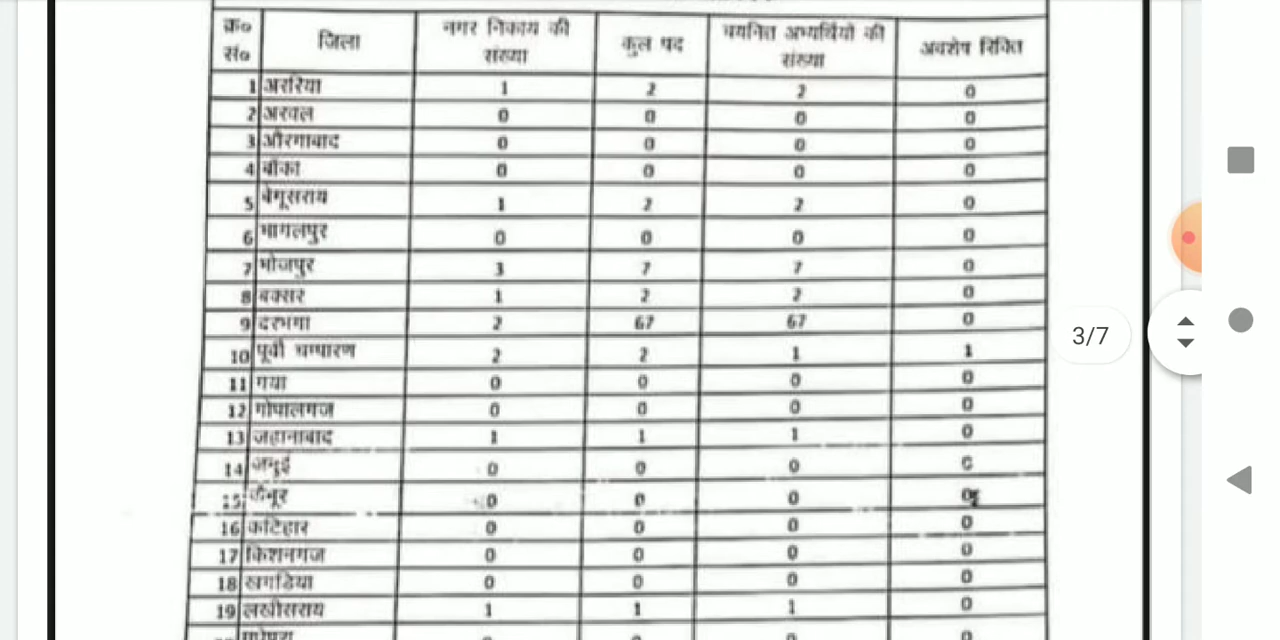 क्र० सं० जिला नगर निकाय की संख्या कुल पद चयनित अभ्यर्थियो की संख्या अवशेष रिक्ति
1 अररिया 1 2 2 0
2 अरवल 0 0 0 0
3 औरगाबाद 0 0 0 0
4 बॉका 0 0 0 0
5 बेगूसराय 1 2 2 0
6 भागलपुर 0 0 0 0
7 भोजपुर 3 7 7 0
8 बक्सर 1 2 2 0
9 दरभगा 2 67 67 0
10 पूर्वी चम्पारण 2 2 1 1
11 गया 0 0 0 0
12 गोपालगज 0 0 0 0
13 जहानाबाद 1 1 1 0
14 जमुई 0 0 0 0
15 कैमूर 0 0 0 0
16 कटिहार 0 0 0 0
17 किशनगज 0 0 0 0
18 खगडिया 0 0 0 0
19 लखीसराय 1 1 1 0
3/7